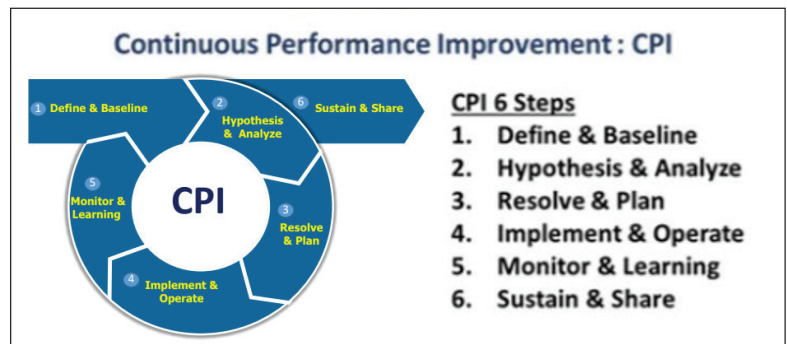 Continuous Performance Improvement : CPI
1 Define & Baseline
2
Hypothesis
& Analyze
6 Sustain & Share
5
Monitor &
Learning
CPI
3
Resolve
& Plan
4 Implement &
Operate
CPI 6 Steps
1. Define & Baseline
2. Hypothesis & Analyze
3. Resolve & Plan
4. Implement & Operate
5. Monitor & Learning
6. Sustain & Share